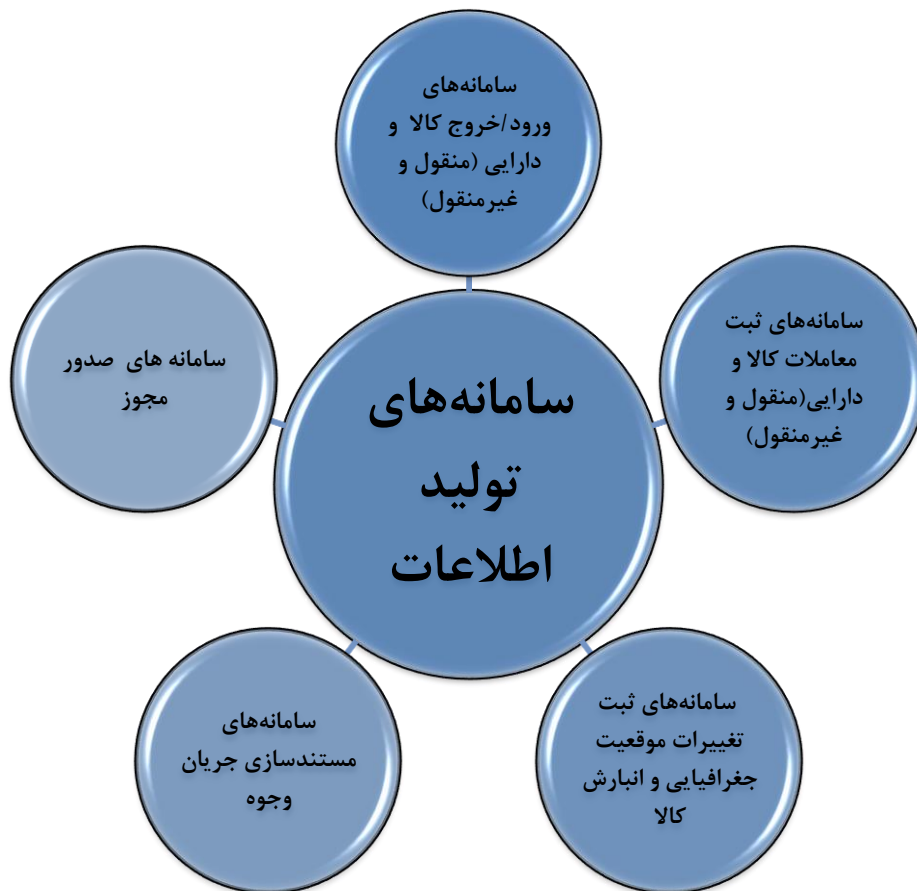 سامانه‌های
ورود/خروج کالا و
دارایی (منقول و
غیرمنقول)
سامانه‌های ثبت
معاملات کالا و
دارایی(منقول و
غیرمنقول)
سامانه های صدور
مجوز
سامانه‌های
تولید
اطلاعات
سامانه‌های ثبت
تغییرات موقعیت
جغرافیایی و انبارش
کالا
سامانه‌های
مستندسازی جریان
وجوه